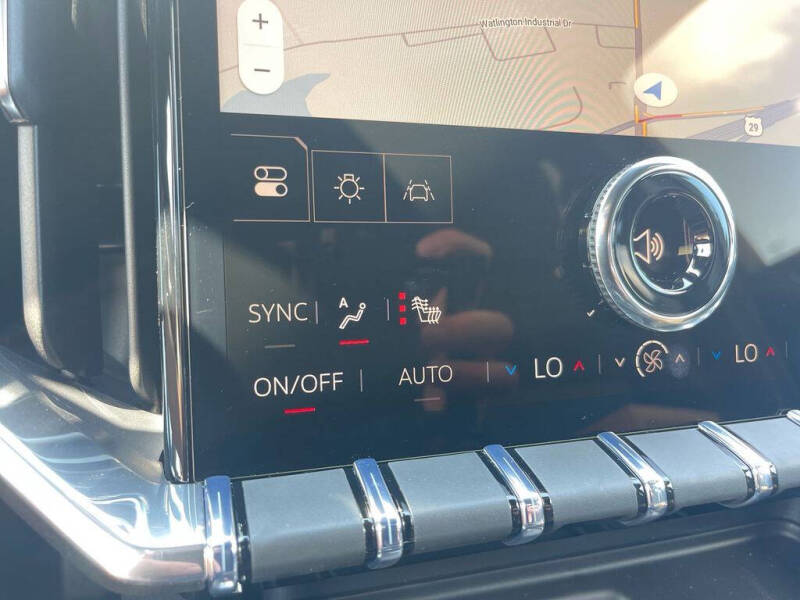 +
Watlington Industrial Dr
−
29
SYNC A
ON/OFF AUTO LO LO